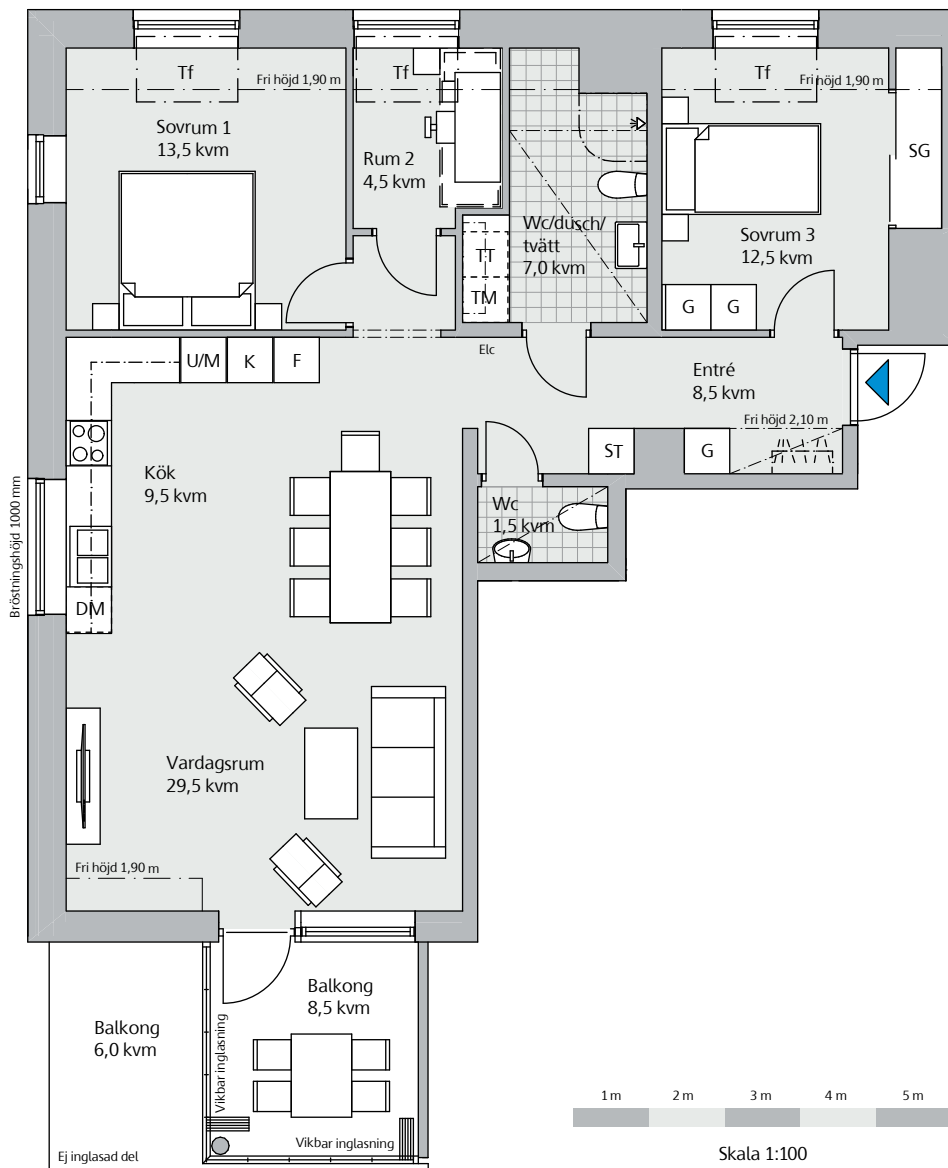 Tf
Tf
Tf
Fri höjd 1,90 m
Fri höjd 1,90 m
Sovrum 1
13,5 kvm
Rum 2
4,5 kvm
SG
Wc/dusch/
tvätt
7,0 kvm
Sovrum 3
12,5 kvm
TT
TM
G
G
Elc
U/M
K
F
Entré
8,5 kvm
Fri höjd 2,10 m
ST
G
Kök
9,5 kvm
Wc
1,5 kvm
Bröstningshöjd 1000 mm
DM
Vardagsrum
29,5 kvm
Fri höjd 1,90 m
Balkong
8,5 kvm
Balkong
6,0 kvm
Vikbar inglasning
Vikbar inglasning
Ej inglasad del
1 m
2 m
3 m
4 m
5 m
Skala 1:100